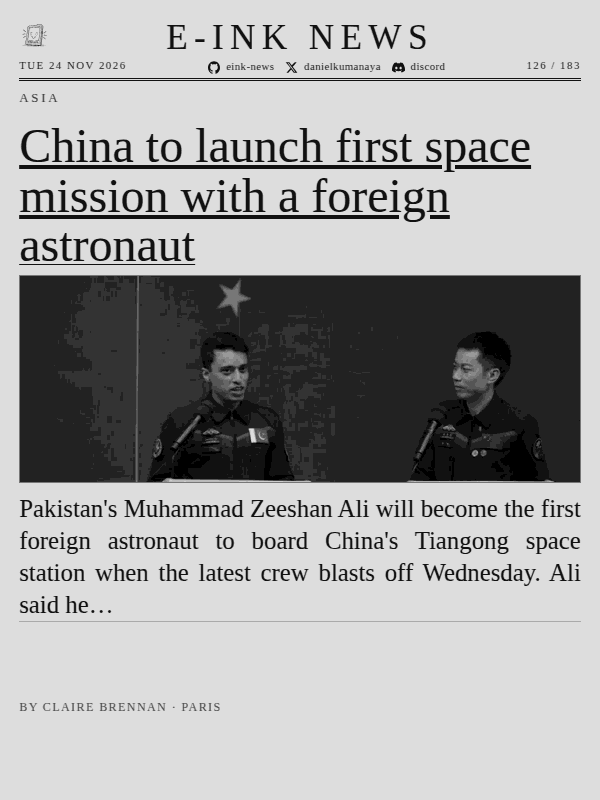 E-INK NEWS
TUE 24 NOV 2026
eink-news
danielkumanaya
discord
126 / 183
ASIA
China to launch first space
mission with a foreign
astronaut
Pakistan's Muhammad Zeeshan Ali will become the first
foreign astronaut to board China's Tiangong space
station when the latest crew blasts off Wednesday. Ali
said he…
BY CLAIRE BRENNAN · PARIS